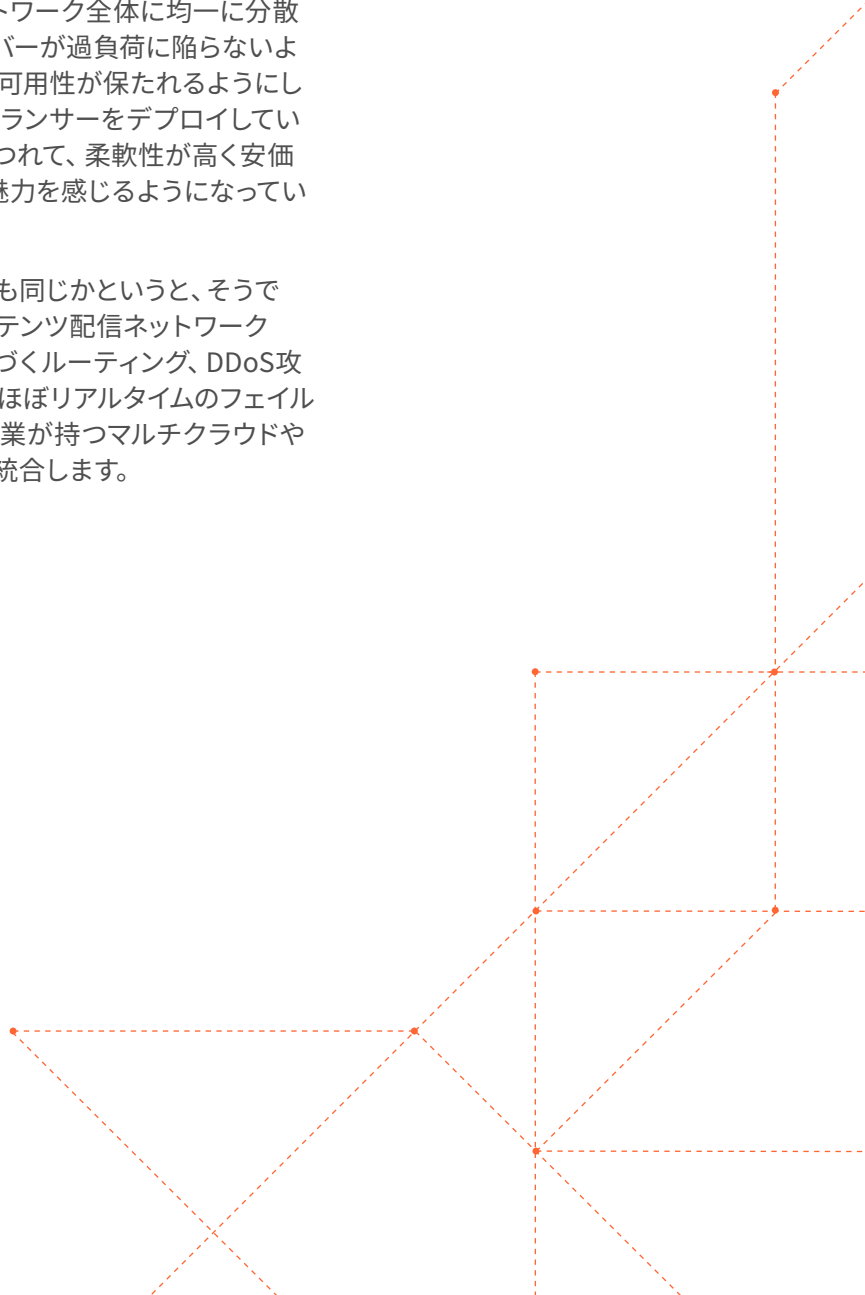 トワーク全体に均一に分散
バーが過負荷に陥らないよ
可用性が保たれるようにし
ランサーをデプロイしてい
つれて、柔軟性が高く安価
魅力を感じるようになってい
も同じかというと、そうで
テンツ配信ネットワーク
づくルーティング、DDoS攻
ほぼリアルタイムのフェイル
業が持つマルチクラウドや
統合します。